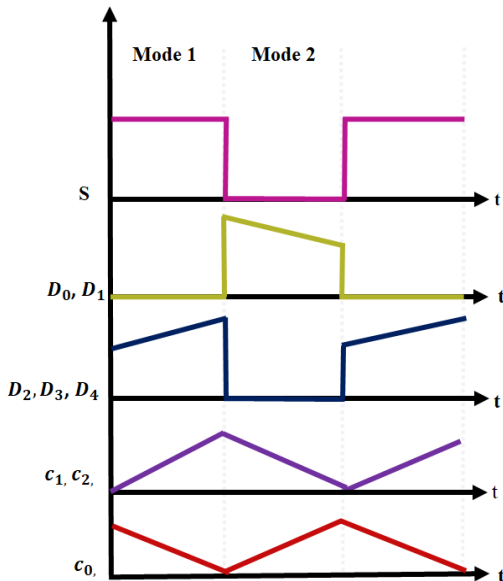 Mode 1 Mode 2
S t
D₀, D₁ t
D₂, D₃, D₄ t
c₁, c₂, t
c₀, t